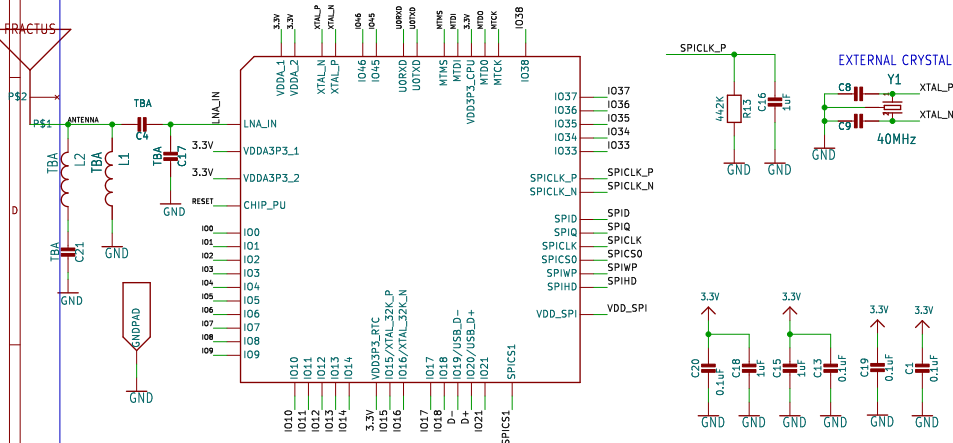 3.3V
3.3V
XTAL_P
XTAL_N
IO46
IO45
U0RXD
U0TXD
MTMS
MTDI
3.3V
MTDO
MTCK
IO38
FRACTUS
P$2
P$1
ANTENNA
TBA
C4
LNA_IN
TBA
L2
TBA
L1
TBA
C17
GND
TBA
C21
GND
GND
GNDPAD
GND
D
VDDA_1
VDDA_2
XTAL_N
XTAL_P
IO46
IO45
U0RXD
U0TXD
MTMS
MTDI
VDD3P3_CPU
MTDO
MTCK
IO38
LNA_IN
3.3V
VDDA3P3_1
3.3V
VDDA3P3_2
RESET
CHIP_PU
IO0
IO0
IO1
IO1
IO2
IO2
IO3
IO3
IO4
IO4
IO5
IO5
IO6
IO6
IO7
IO7
IO8
IO8
IO9
IO9
IO37
IO37
IO36
IO36
IO35
IO35
IO34
IO34
IO33
IO33
SPICLK_P
SPICLK_P
SPICLK_N
SPICLK_N
SPID
SPID
SPIQ
SPIQ
SPICLK
SPICLK
SPICS0
SPICS0
SPIWP
SPIWP
SPIHD
SPIHD
VDD_SPI
VDD_SPI
IO10
IO11
IO12
IO13
IO14
VDD3P3_RTC
IO15/XTAL_32K_P
IO16/XTAL_32K_N
IO17
IO18
IO19/USB_D-
IO20/USB_D+
IO21
SPICS1
IO10
IO11
IO12
IO13
IO14
3.3V
IO15
IO16
IO17
IO18
D-
D+
IO21
SPICS1
SPICLK_P
442K
R13
C16
1uF
GND
GND
EXTERNAL CRYSTAL
Y1
C8
XTAL_P
C9
XTAL_N
40MHz
GND
3.3V
3.3V
3.3V
3.3V
C20
0.1uF
C18
1uF
C15
1uF
C13
0.1uF
C19
0.1uF
C1
0.1uF
GND
GND
GND
GND
GND
GND